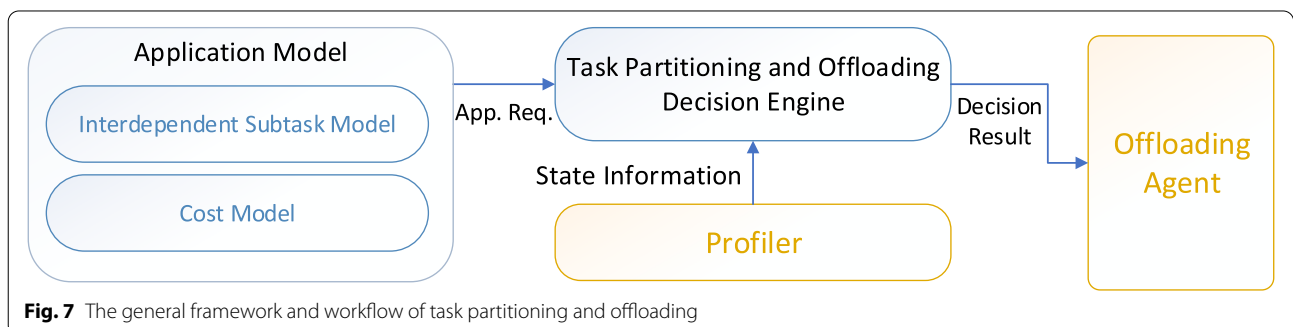 Application Model
Interdependent Subtask Model
Cost Model
App. Req.
Task Partitioning and Offloading
Decision Engine
State Information
Profiler
Decision
Result
Offloading
Agent
Fig. 7 The general framework and workflow of task partitioning and offloading